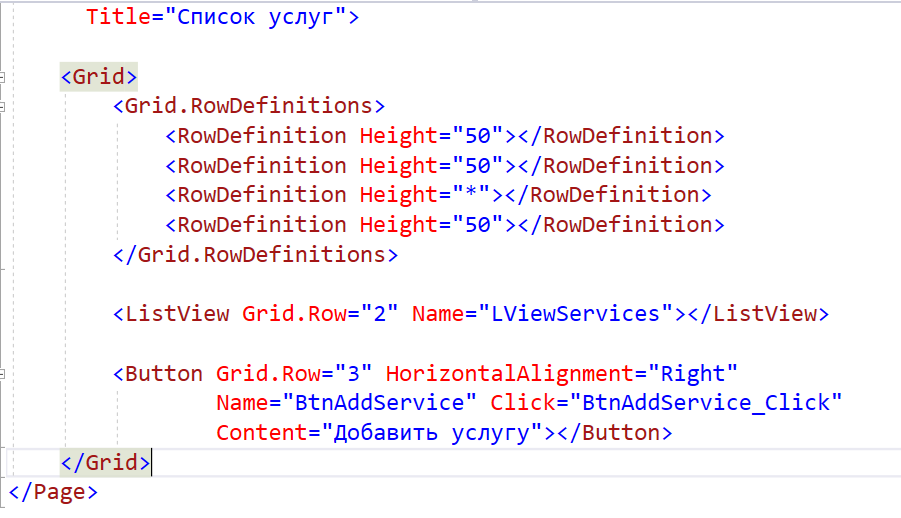 Title="Список услуг">
<Grid>
<Grid.RowDefinitions>
<RowDefinition Height="50"></RowDefinition>
<RowDefinition Height="50"></RowDefinition>
<RowDefinition Height="*"></RowDefinition>
<RowDefinition Height="50"></RowDefinition>
</Grid.RowDefinitions>
<ListView Grid.Row="2" Name="LViewServices"></ListView>
<Button Grid.Row="3" HorizontalAlignment="Right"
Name="BtnAddService" Click="BtnAddService_Click"
Content="Добавить услугу"></Button>
</Grid>
</Page>